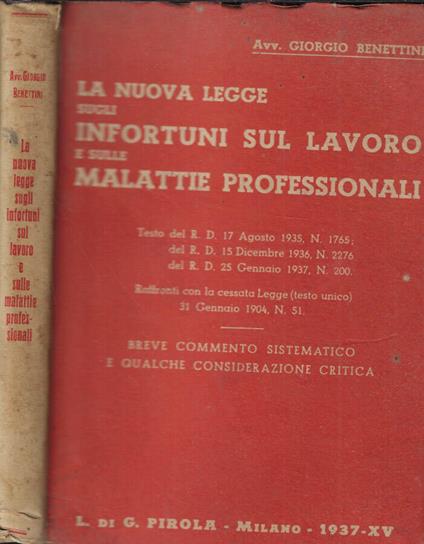 Avv. GIORGIO
BENETTINI
La
nuova
legge
sugli
infortuni
sul
lavoro
e
sulle
malattie
profes-
sionali
Avv. GIORGIO BENETTINI
LA NUOVA LEGGE
SUGLI
INFORTUNI SUL LAVORO
E SULLE
MALATTIE PROFESSIONALI
Testo del R. D. 17 Agosto 1935, N. 1765;
del R. D. 15 Dicembre 1936, N. 2276
del R. D. 25 Gennaio 1937, N. 200.
Raffronti con la cessata Legge (testo unico)
31 Gennaio 1904, N. 51.
BREVE COMMENTO SISTEMATICO
E QUALCHE CONSIDERAZIONE CRITICA
L. DI G. PIROLA - MILANO - 1937-XV